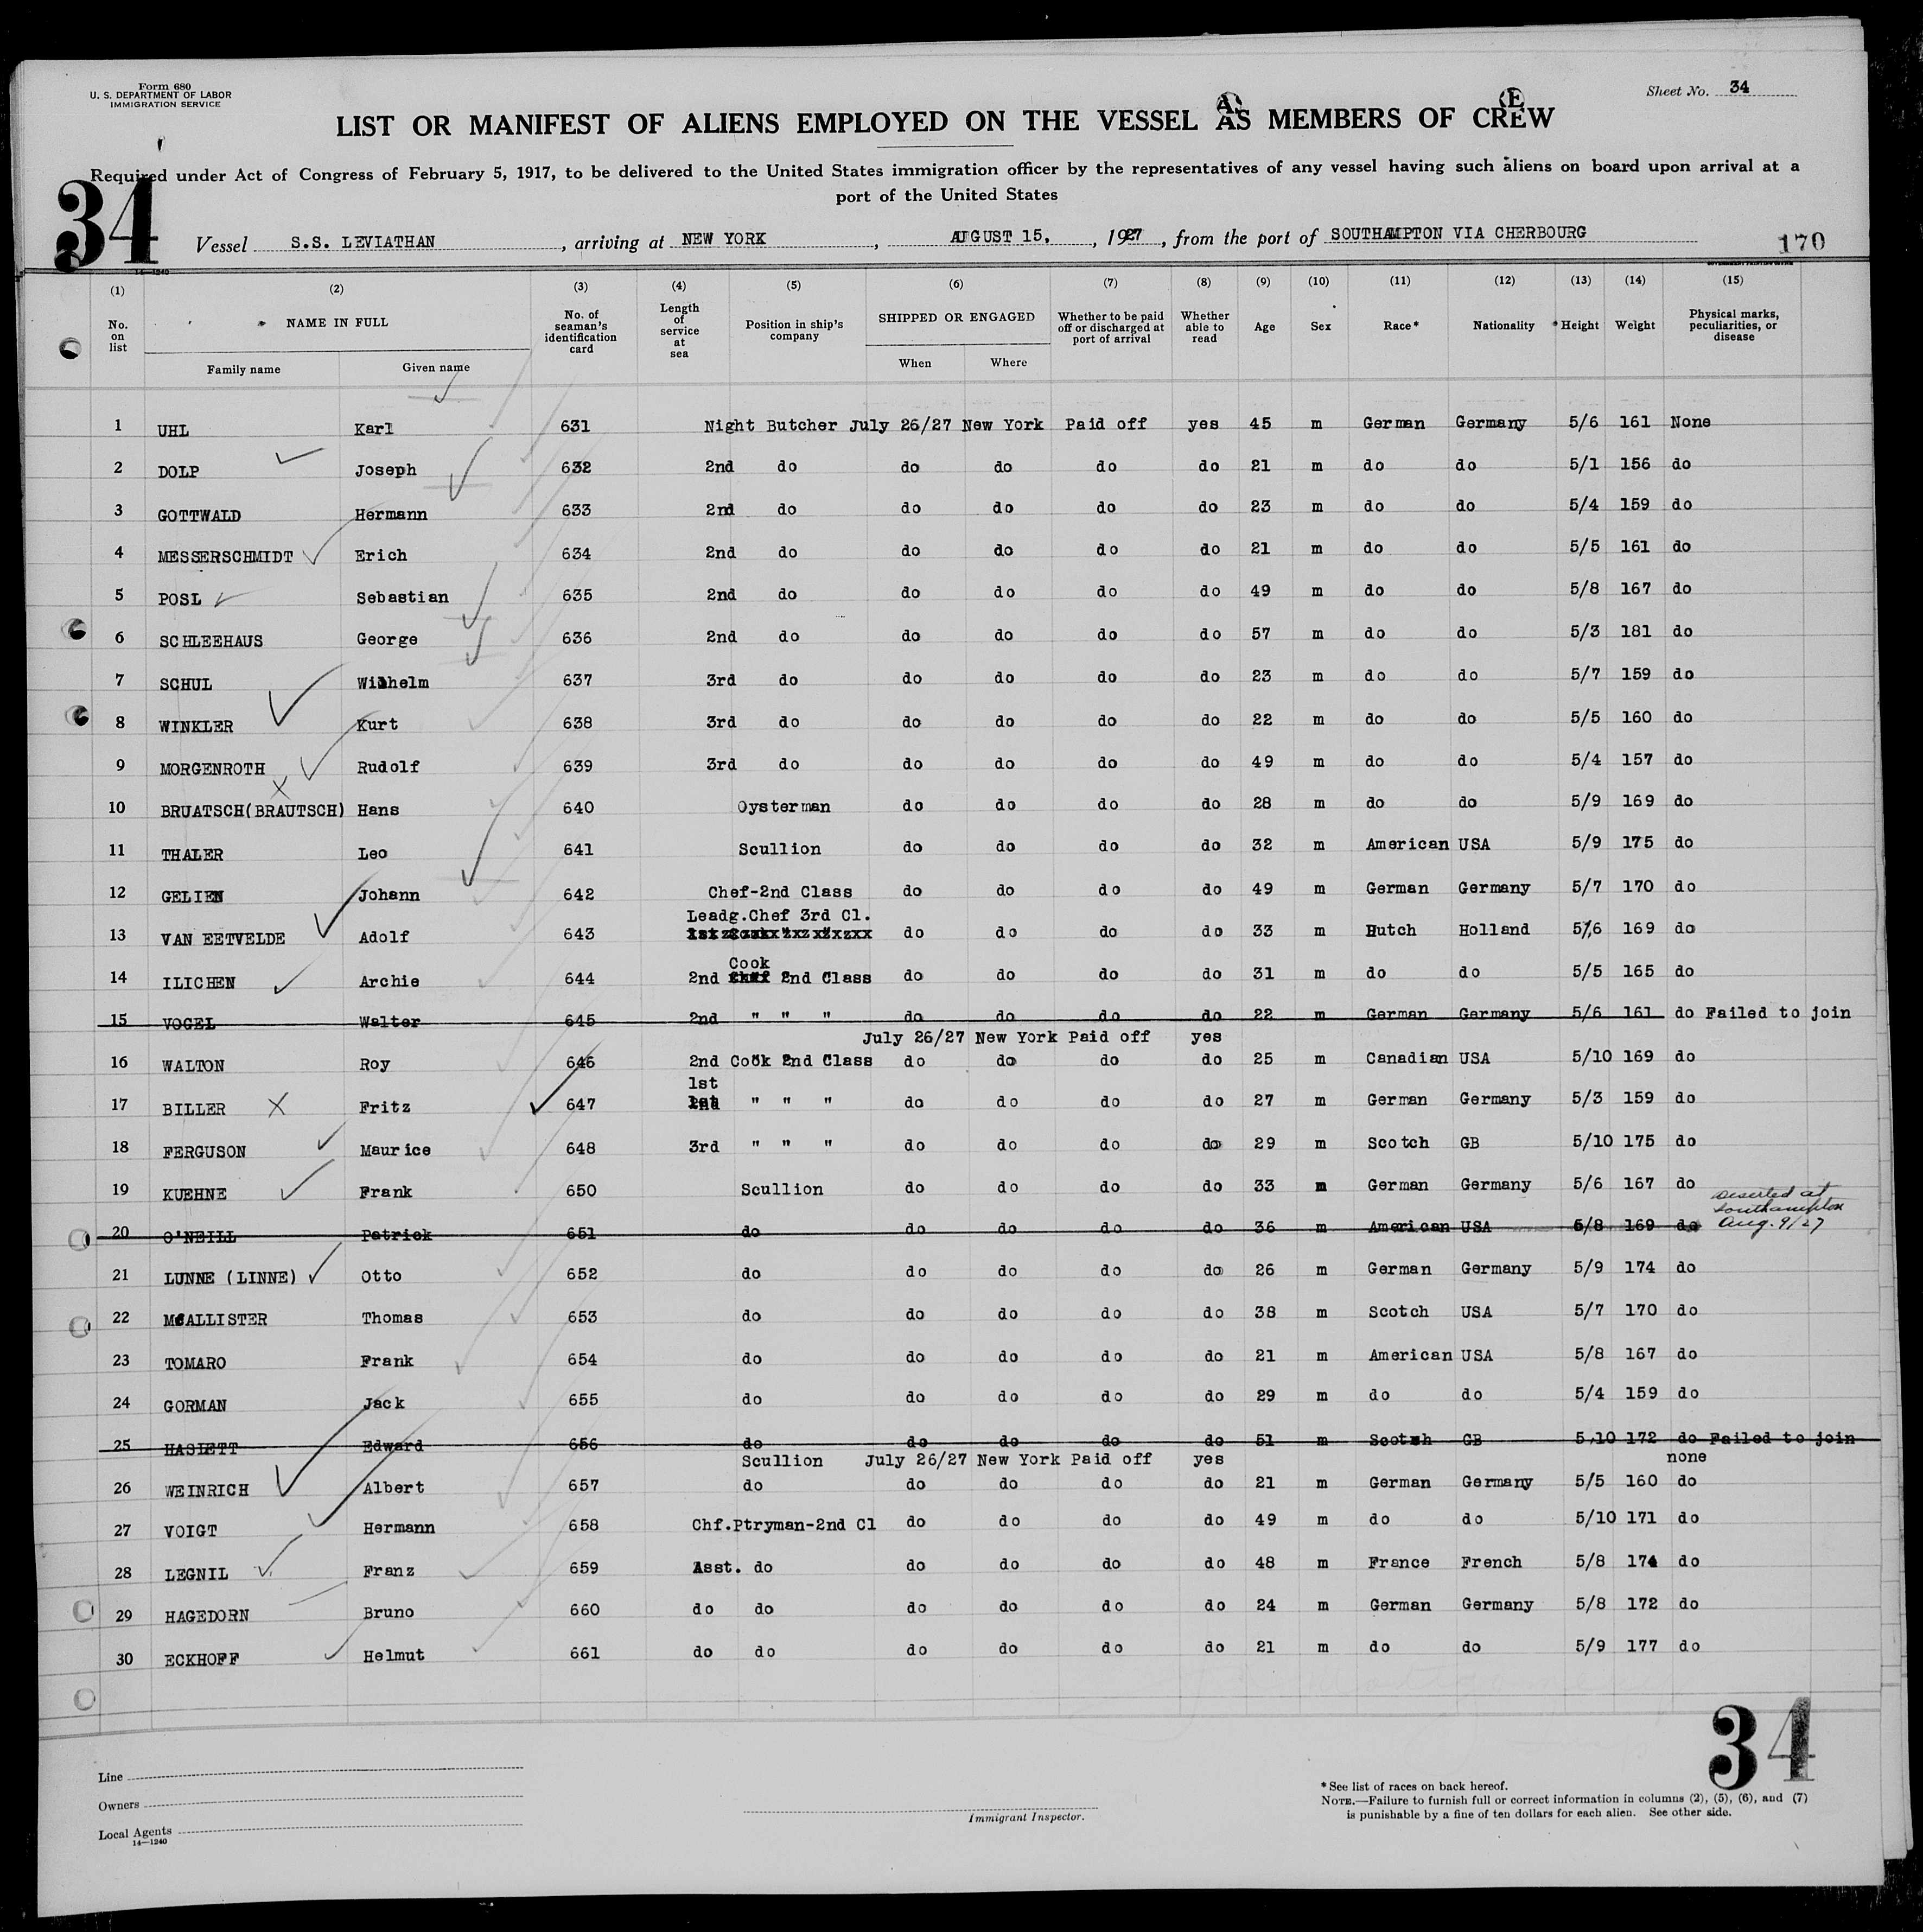 Form 680
U. S. DEPARTMENT OF LABOR
IMMIGRATION SERVICE
Sheet No. 34
LIST OR MANIFEST OF ALIENS EMPLOYED ON THE VESSEL AS MEMBERS OF CREW
Required under Act of Congress of February 5, 1917, to be delivered to the United States immigration officer by the representatives of any vessel having such aliens on board upon arrival at a
port of the United States
34
Vessel S.S. LEVIATHAN, arriving at NEW YORK, AUGUST 15, 1927, from the port of SOUTHAMPTON VIA CHERBOURG
170
14—1240
(1) (2) (3) (4) (5) (6) (7) (8) (9) (10) (11) (12) (13) (14) (15)
No. on list NAME IN FULL No. of seaman's identification card Length of service at sea Position in ship's company SHIPPED OR ENGAGED Whether to be paid off or discharged at port of arrival Whether able to read Age Sex Race* Nationality *Height Weight Physical marks, peculiarities, or disease
Family name Given name When Where
1 UHL Karl 631 Night Butcher July 26/27 New York Paid off yes 45 m German Germany 5/6 161 None
2 DOLP Joseph 632 2nd do do do do do 21 m do do 5/1 156 do
3 GOTTWALD Hermann 633 2nd do do do do do 23 m do do 5/4 159 do
4 MESSERSCHMIDT Erich 634 2nd do do do do do 21 m do do 5/5 161 do
5 POSL Sebastian 635 2nd do do do do do 49 m do do 5/8 167 do
6 SCHLEEHAUS George 636 2nd do do do do do 57 m do do 5/3 181 do
7 SCHUL Wilhelm 637 3rd do do do do do 23 m do do 5/7 159 do
8 WINKLER Kurt 638 3rd do do do do do 22 m do do 5/5 160 do
9 MORGENROTH Rudolf 639 3rd do do do do do 49 m do do 5/4 157 do
10 BRUATSCH(BRAUTSCH) Hans 640 Oysterman do do do do 28 m do do 5/9 169 do
11 THALER Leo 641 Scullion do do do do 32 m American USA 5/9 175 do
12 GELIEN Johann 642 Chef-2nd Class do do do do 49 m German Germany 5/7 170 do
Leadg.Chef 3rd Cl.
13 VAN EETVELDE Adolf 643 do do do do 33 m Dutch Holland 5/6 169 do
Cook
14 ILICHEN Archie 644 2nd Chef 2nd Class do do do do 31 m do do 5/5 165 do
15 VOGEL Walter 645 2nd " " " do do do do 22 m German Germany 5/6 161 do Failed to join
July 26/27 New York Paid off yes
16 WALTON Roy 646 2nd Cook 2nd Class do do do do 25 m Canadian USA 5/10 169 do
1st
17 BILLER Fritz 647 " " " do do do do 27 m German Germany 5/3 159 do
18 FERGUSON Maurice 648 3rd " " " do do do do 29 m Scotch GB 5/10 175 do
19 KUEHNE Frank 650 Scullion do do do do 33 m German Germany 5/6 167 do
Deserted at
Southampton
20 O'NEILL Patrick 651 do do do do do 36 m American USA 5/8 169 do Aug. 9/27
21 LUNNE (LINNE) Otto 652 do do do do do 26 m German Germany 5/9 174 do
22 McALLISTER Thomas 653 do do do do do 38 m Scotch USA 5/7 170 do
23 TOMARO Frank 654 do do do do do 21 m American USA 5/8 167 do
24 GORMAN Jack 655 do do do do do 29 m do do 5/4 159 do
25 HASLETT Edward 656 do do do do do 51 m Scotch GB 5,10 172 do Failed to join
Scullion July 26/27 New York Paid off yes none
26 WEINRICH Albert 657 do do do do do 21 m German Germany 5/5 160 do
27 VOIGT Hermann 658 Chf.Ptryman-2nd Cl do do do do 49 m do do 5/10 171 do
28 LEGNIL Franz 659 Asst. do do do do do 48 m France French 5/8 174 do
29 HAGEDORN Bruno 660 do do do do do do 24 m German Germany 5/8 172 do
30 ECKHOFF Helmut 661 do do do do do do 21 m do do 5/9 177 do
34
Line
Owners
Local Agents
14—1240
Immigrant Inspector.
* See list of races on back hereof.
NOTE.—Failure to furnish full or correct information in columns (2), (5), (6), and (7)
is punishable by a fine of ten dollars for each alien. See other side.